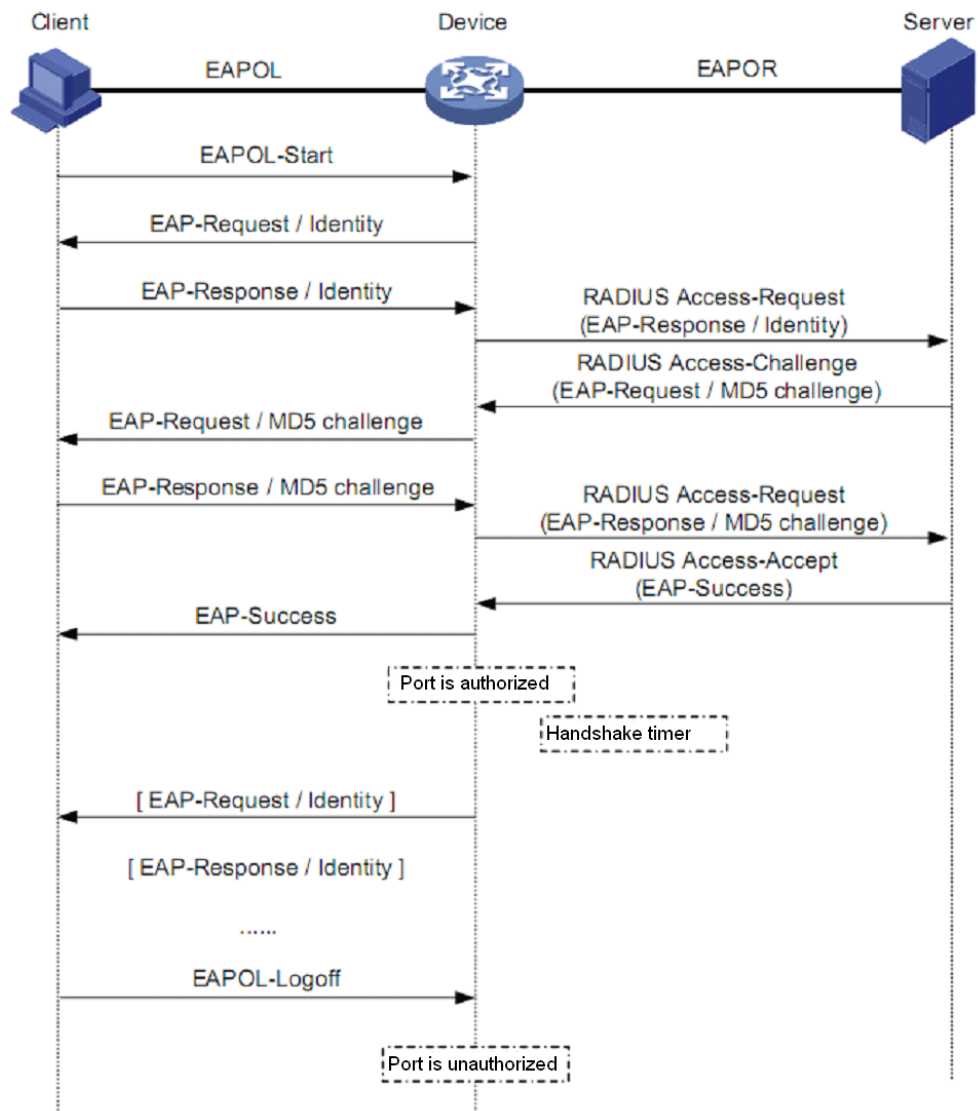 Client
Device
Server
EAPOL
EAPOR
EAPOL-Start
EAP-Request / Identity
EAP-Response / Identity
RADIUS Access-Request
(EAP-Response / Identity)
RADIUS Access-Challenge
(EAP-Request / MD5 challenge)
EAP-Request / MD5 challenge
EAP-Response / MD5 challenge
RADIUS Access-Request
(EAP-Response / MD5 challenge)
RADIUS Access-Accept
(EAP-Success)
EAP-Success
Port is authorized
Handshake timer
[ EAP-Request / Identity ]
[ EAP-Response / Identity ]
......
EAPOL-Logoff
Port is unauthorized